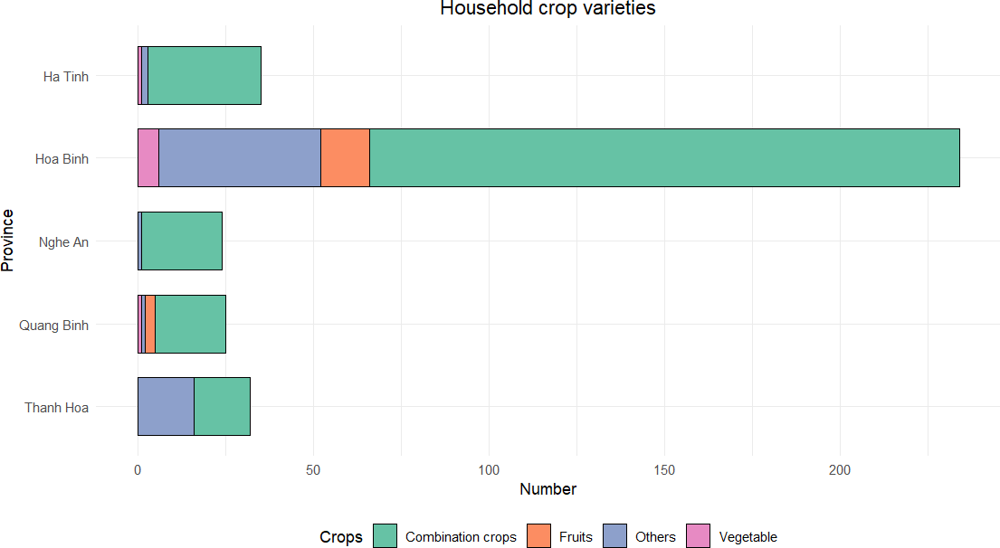 Household crop varieties
Ha Tinh
Hoa Binh
Nghe An
Quang Binh
Thanh Hoa
Province
0 50 100 150 200
Number
Crops Combination crops Fruits Others Vegetable